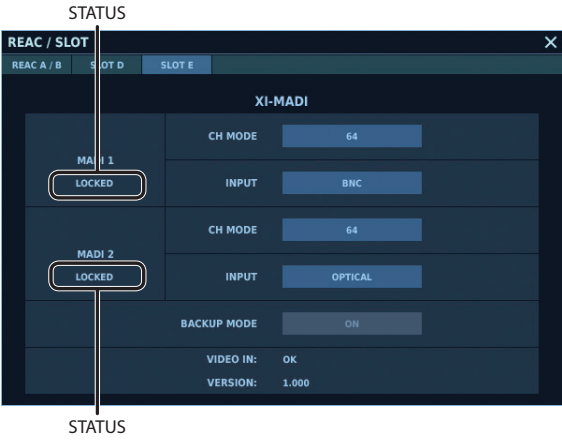 STATUS
REAC / SLOT
REAC A / B SLOT D SLOT E
XI-MADI
CH MODE 64
MADI 1
LOCKED INPUT BNC
CH MODE 64
MADI 2
LOCKED INPUT OPTICAL
BACKUP MODE ON
VIDEO IN: OK
VERSION: 1.000
STATUS